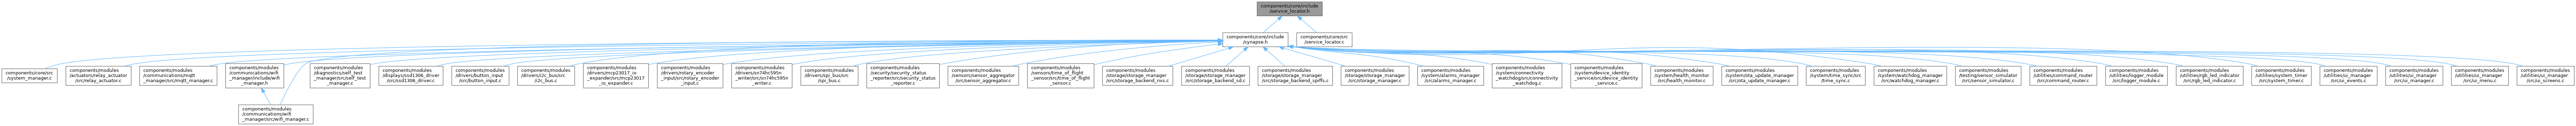 components/core/include
/service_locator.h
components/core/include
/synapse.h
components/core/src
/service_locator.c
components/core/src
/system_manager.c
components/modules
/actuators/relay_actuator
/src/relay_actuator.c
components/modules
/communications/mqtt
_manager/src/mqtt_manager.c
components/modules
/communications/wifi
_manager/include/wifi
_manager.h
components/modules
/diagnostics/self_test
_manager/src/self_test
_manager.c
components/modules
/displays/ssd1306_driver
/src/ssd1306_driver.c
components/modules
/drivers/button_input
/src/button_input.c
components/modules
/drivers/i2c_bus/src
/i2c_bus.c
components/modules
/drivers/mcp23017_io
_expander/src/mcp23017
_io_expander.c
components/modules
/drivers/rotary_encoder
_input/src/rotary_encoder
_input.c
components/modules
/drivers/sn74hc595n
_writer/src/sn74hc595n
_writer.c
components/modules
/drivers/spi_bus/src
/spi_bus.c
components/modules
/security/security_status
_reporter/src/security_status
_reporter.c
components/modules
/sensors/sensor_aggregator
/src/sensor_aggregator.c
components/modules
/sensors/time_of_flight
_sensor/src/time_of_flight
_sensor.c
components/modules
/storage/storage_manager
/src/storage_backend_nvs.c
components/modules
/storage/storage_manager
/src/storage_backend_sd.c
components/modules
/storage/storage_manager
/src/storage_backend_spiffs.c
components/modules
/storage/storage_manager
/src/storage_manager.c
components/modules
/system/alarms_manager
/src/alarms_manager.c
components/modules
/system/connectivity
_watchdog/src/connectivity
_watchdog.c
components/modules
/system/device_identity
_service/src/device_identity
_service.c
components/modules
/system/health_monitor
/src/health_monitor.c
components/modules
/system/ota_update_manager
/src/ota_update_manager.c
components/modules
/system/time_sync/src
/time_sync.c
components/modules
/system/watchdog_manager
/src/watchdog_manager.c
components/modules
/testing/sensor_simulator
/src/sensor_simulator.c
components/modules
/utilities/command_router
/src/command_router.c
components/modules
/utilities/logger_module
/src/logger_module.c
components/modules
/utilities/rgb_led_indicator
/src/rgb_led_indicator.c
components/modules
/utilities/system_timer
/src/system_timer.c
components/modules
/utilities/ui_manager
/src/ui_events.c
components/modules
/utilities/ui_manager
/src/ui_manager.c
components/modules
/utilities/ui_manager
/src/ui_menu.c
components/modules
/utilities/ui_manager
/src/ui_screens.c
components/modules
/communications/wifi
_manager/src/wifi_manager.c